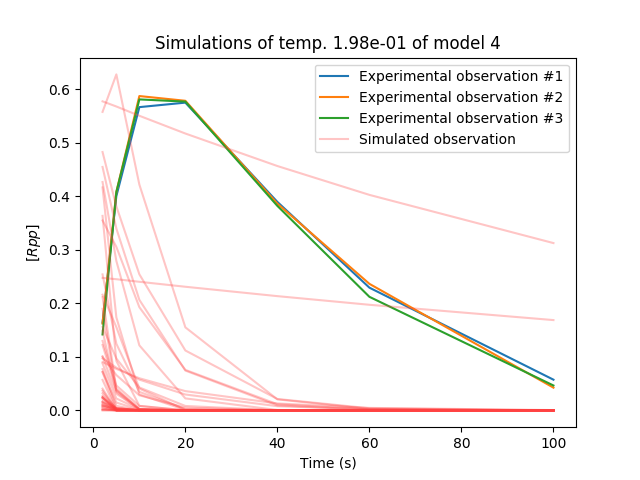 Simulations of temp. 1.98e-01 of model 4
Experimental observation #1
Experimental observation #2
Experimental observation #3
Simulated observation
[Rpp]
0.6
0.5
0.4
0.3
0.2
0.1
0.0
0 20 40 60 80 100
Time (s)